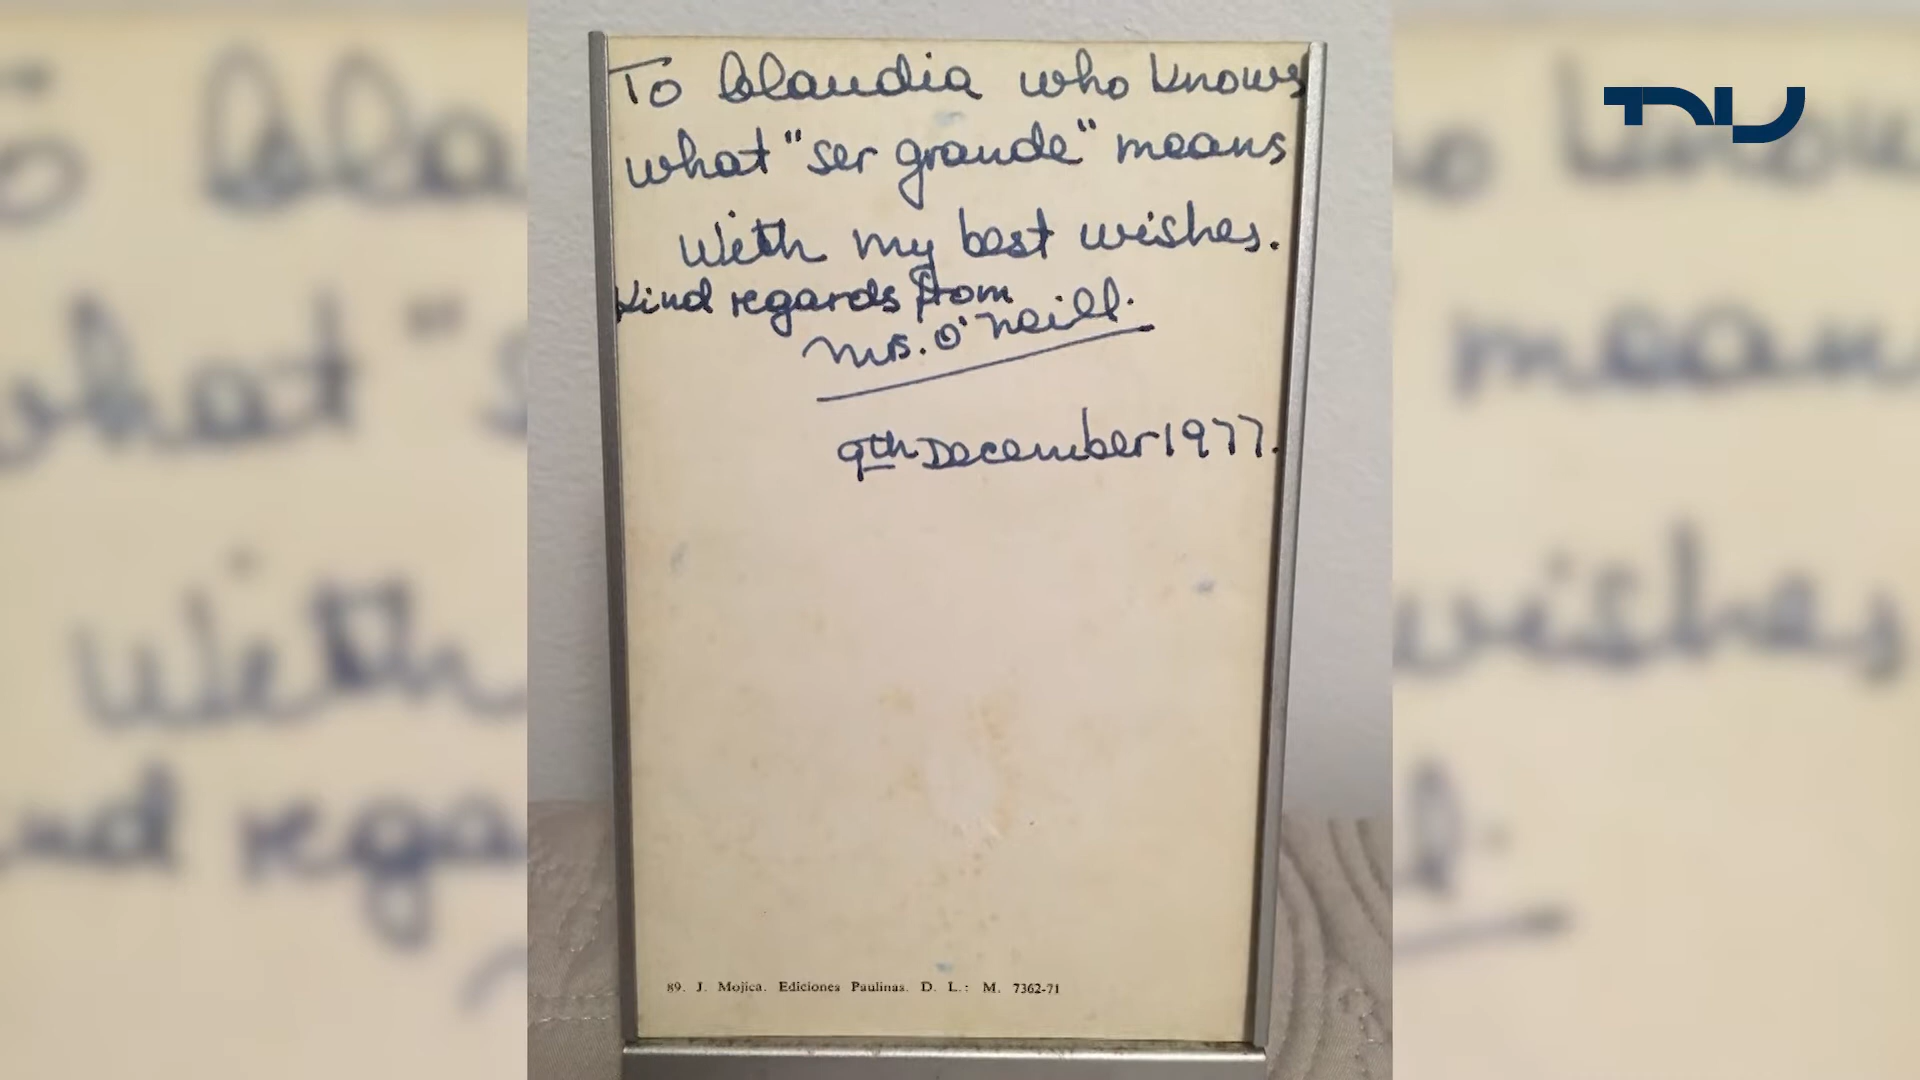 To Claudia who knows
what "ser grande" means
With my best wishes.
Kind regards from
Mrs. O'Neill.
9th December 1977.
89. J. Mojica. Ediciones Paulinas. D. L.: M. 7362-71